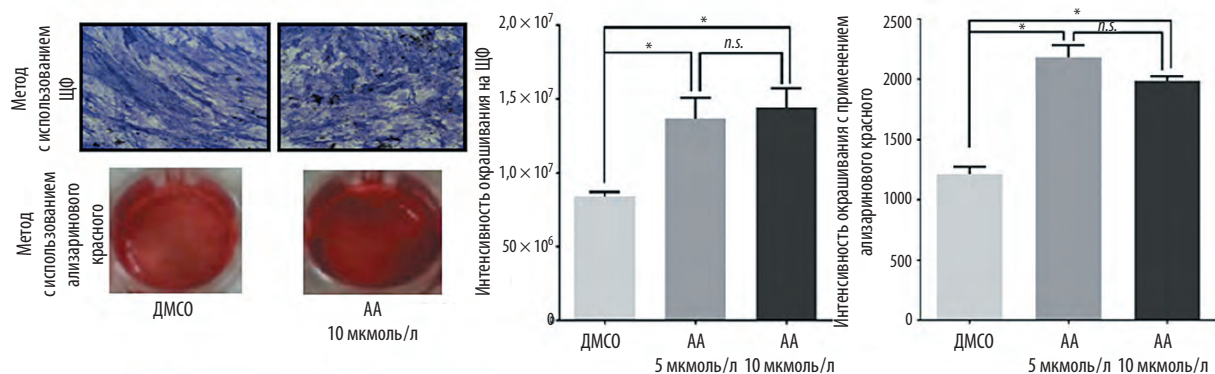 Метод
с использованием
ЩФ
Метод
с использованием
ализаринового
красного
ДМСО
АА
10 мкмоль/л
Интенсивность окрашивания на ЩФ
2,0 × 10⁷
1,5 × 10⁷
1,0 × 10⁷
50 × 10⁶
0
*
*
n.s.
ДМСО
АА
5 мкмоль/л
АА
10 мкмоль/л
Интенсивность окрашивания с применением
ализаринового красного
2500
2000
1500
1000
500
0
*
*
n.s.
ДМСО
АА
5 мкмоль/л
АА
10 мкмоль/л